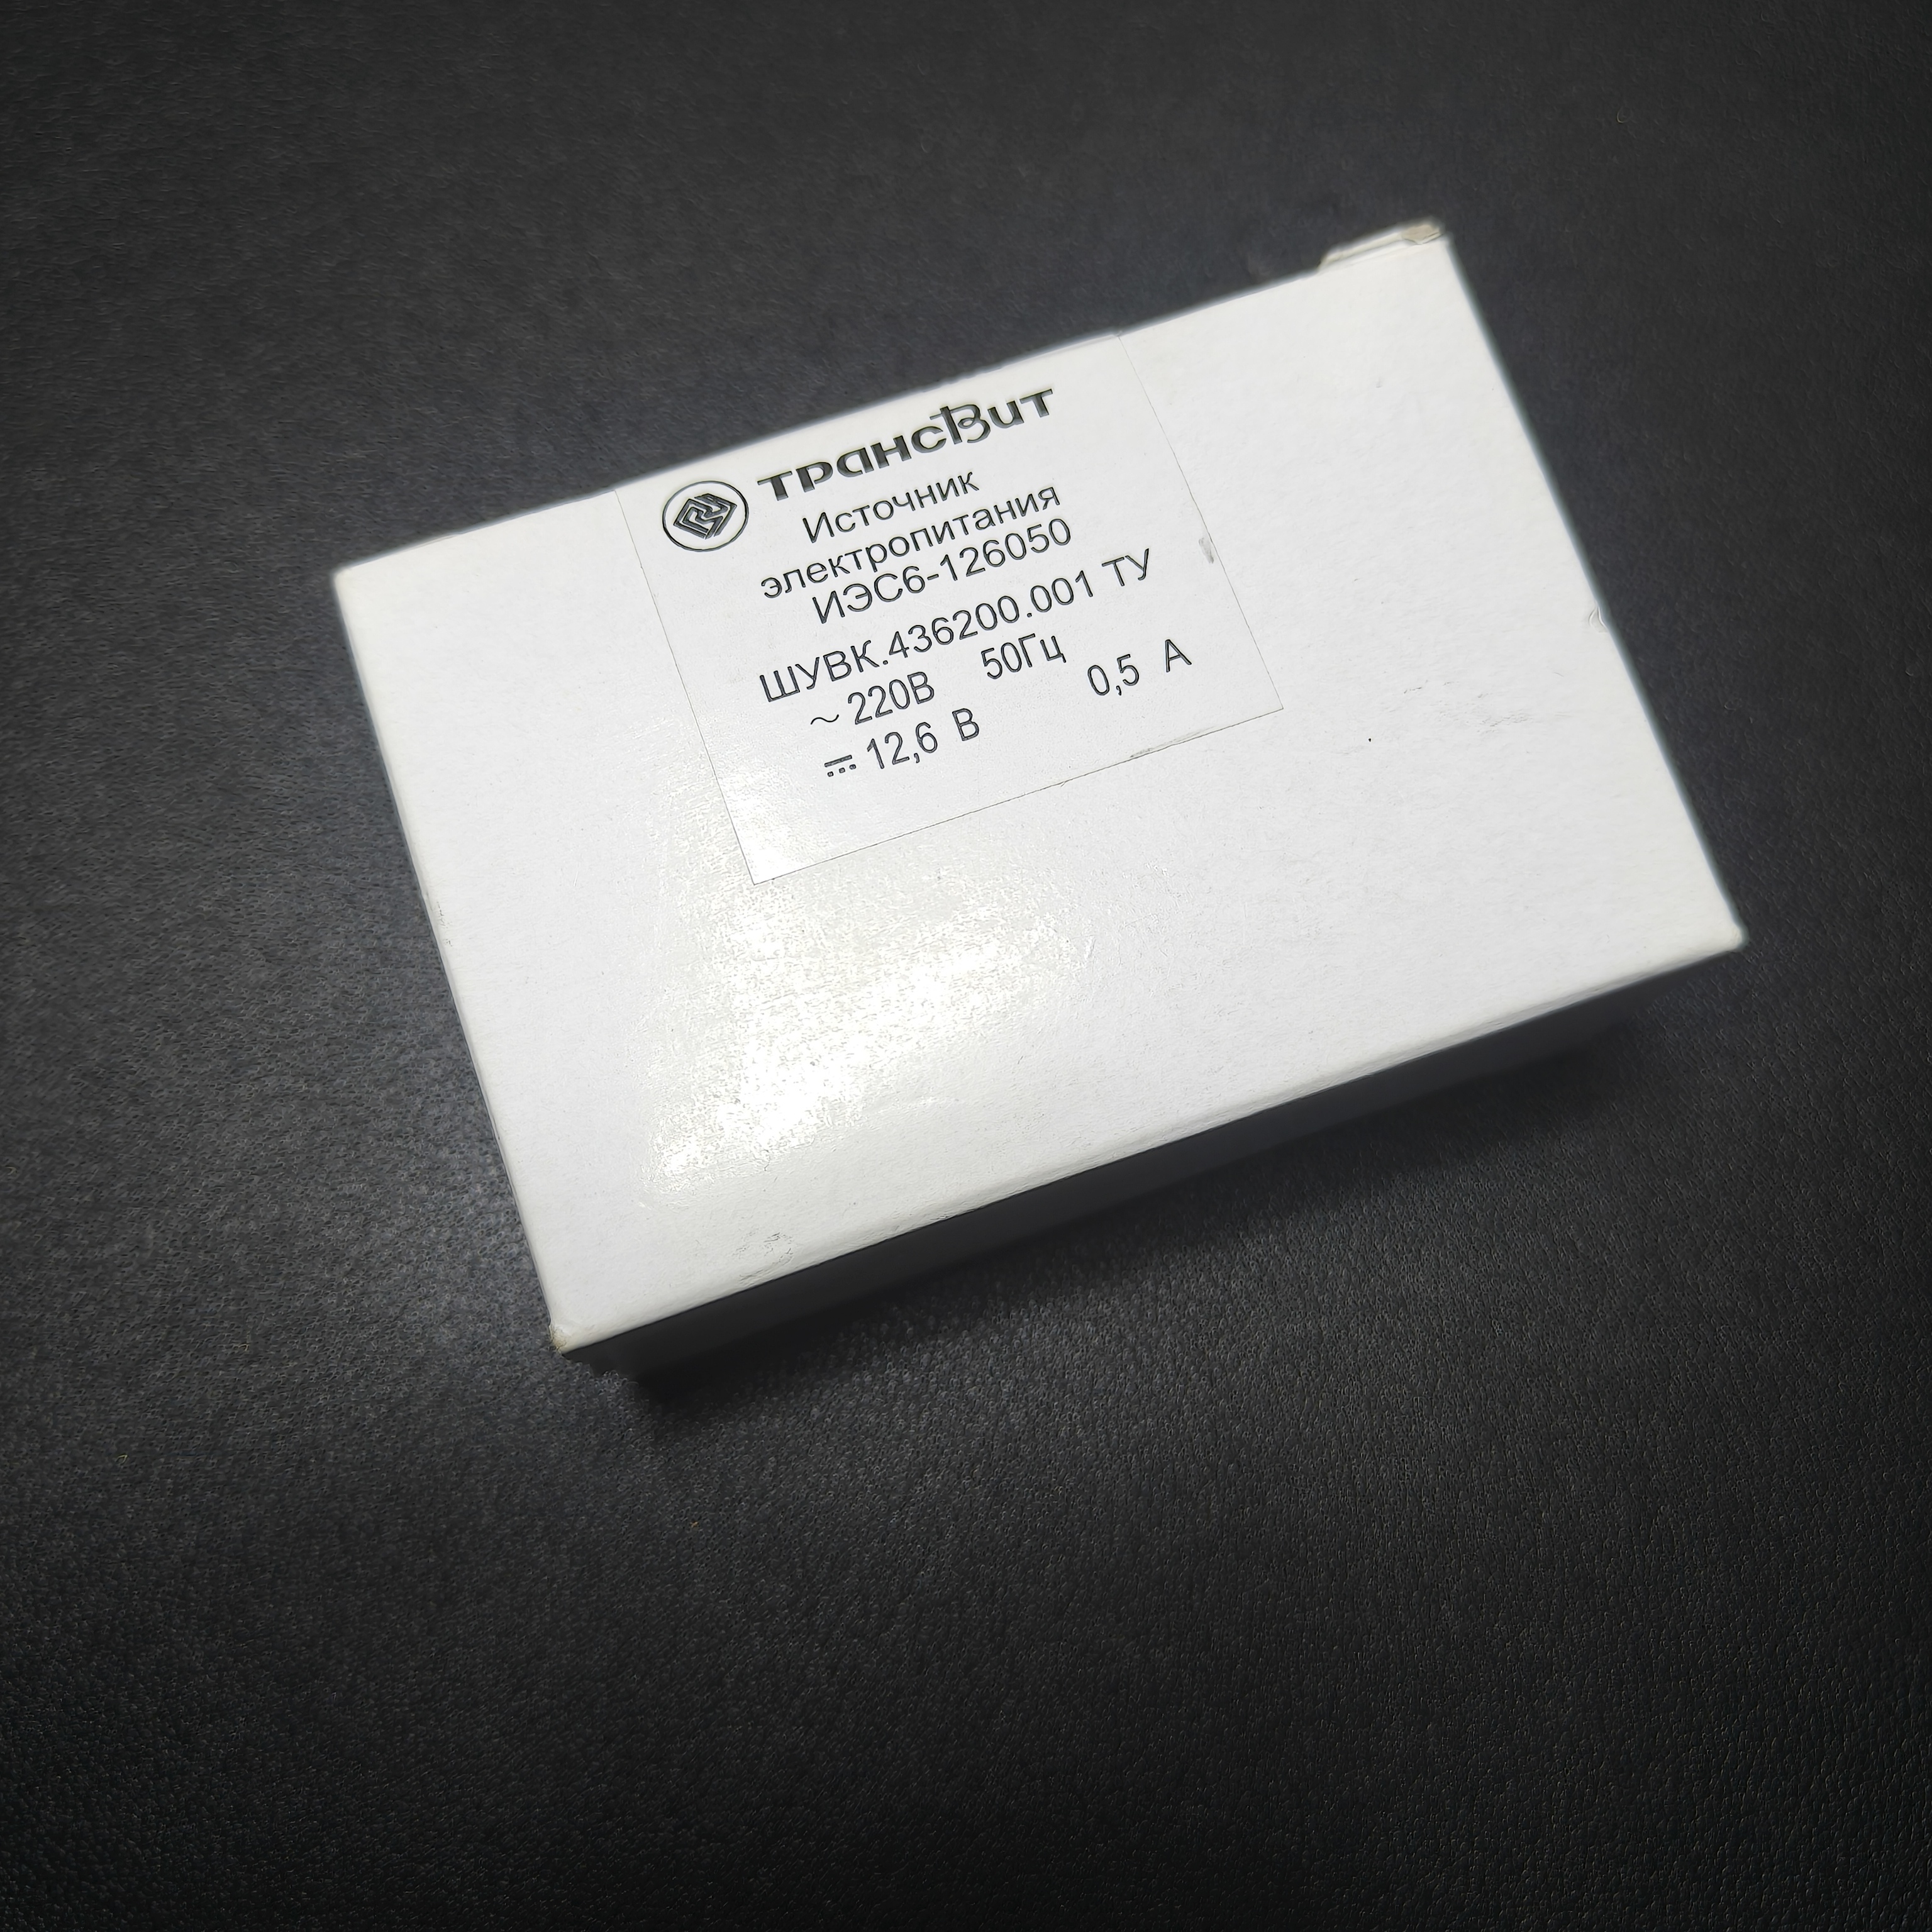 трансВит
Источник
электропитания
ИЭС6-126050
ШУВК.436200.001 ТУ
~ 220В 50Гц
⎓ 12,6 В 0,5 А